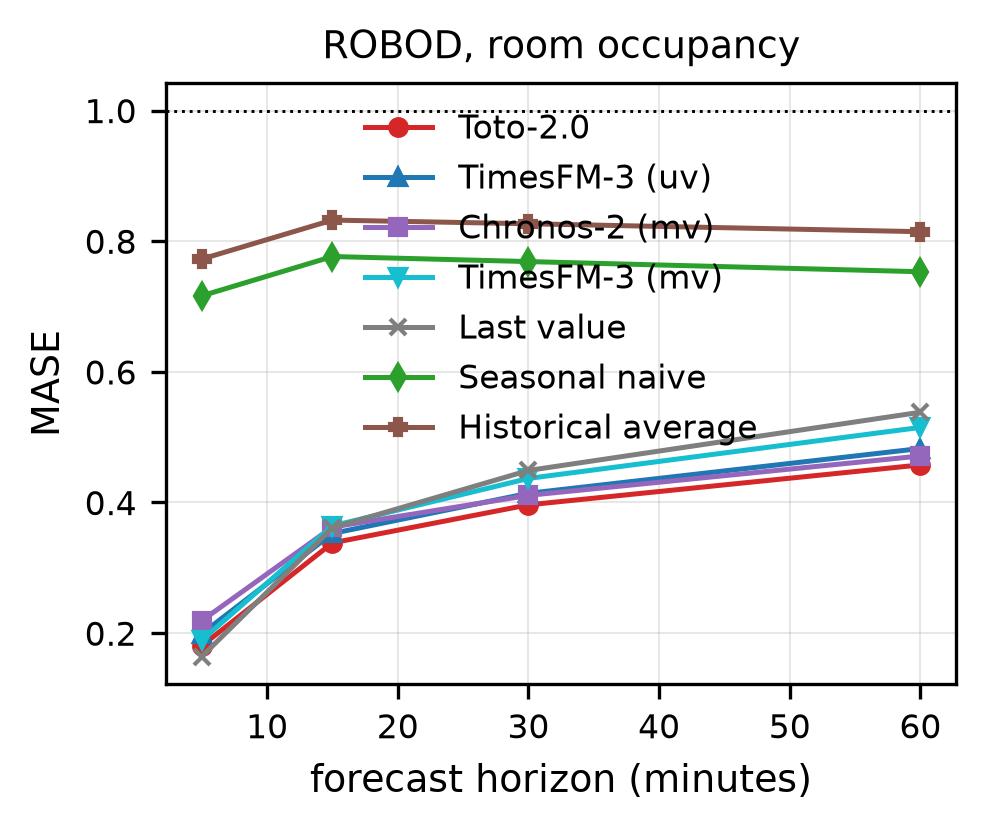 ROBOD, room occupancy
1.0
0.8
0.6
0.4
0.2
MASE
Toto-2.0
TimesFM-3 (uv)
Chronos-2 (mv)
TimesFM-3 (mv)
Last value
Seasonal naive
Historical average
10 20 30 40 50 60
forecast horizon (minutes)